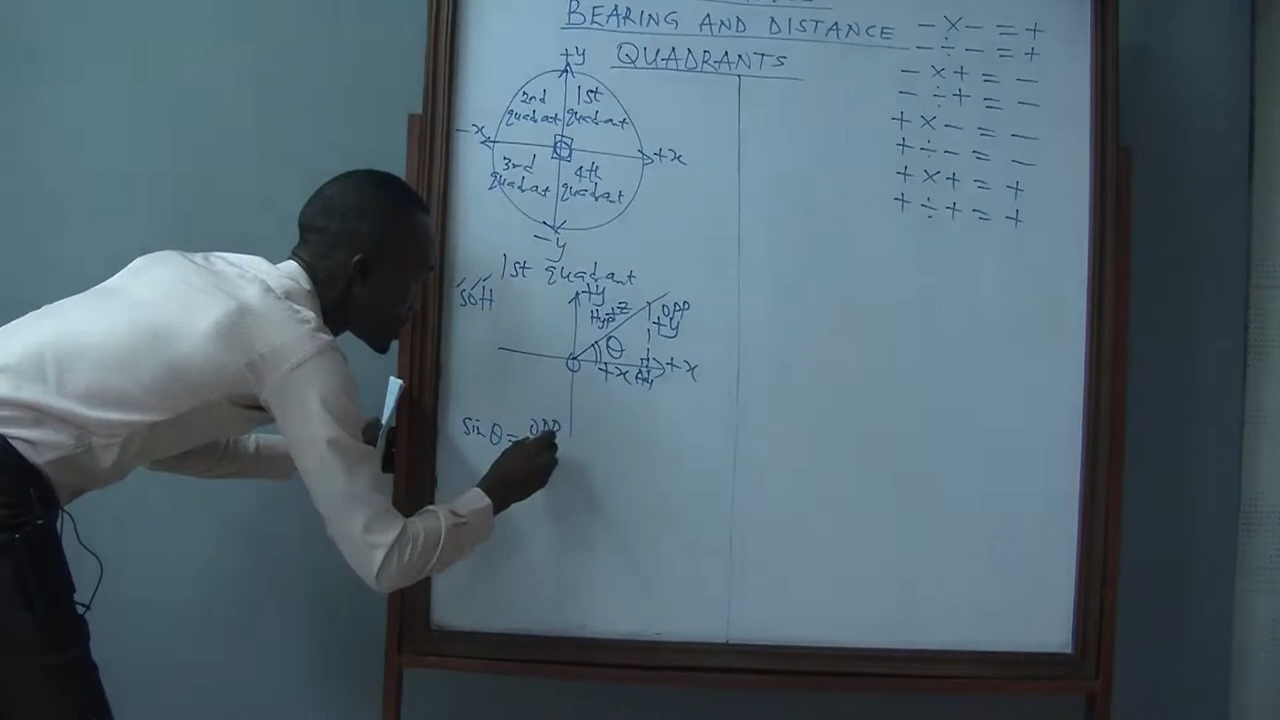 BEARING AND DISTANCE
QUADRANTS
+y
2nd quadrant
1st quadrant
-x
+x
3rd quadrant
4th quadrant
-y
1st quadrant
SOH
+y
Hyp
Z
OPP
+y
θ
+x
Adj
+x
Sin θ = OPP
- × - = +
- ÷ - = +
- × + = -
- ÷ + = -
+ × - = -
+ ÷ - = -
+ × + = +
+ ÷ + = +